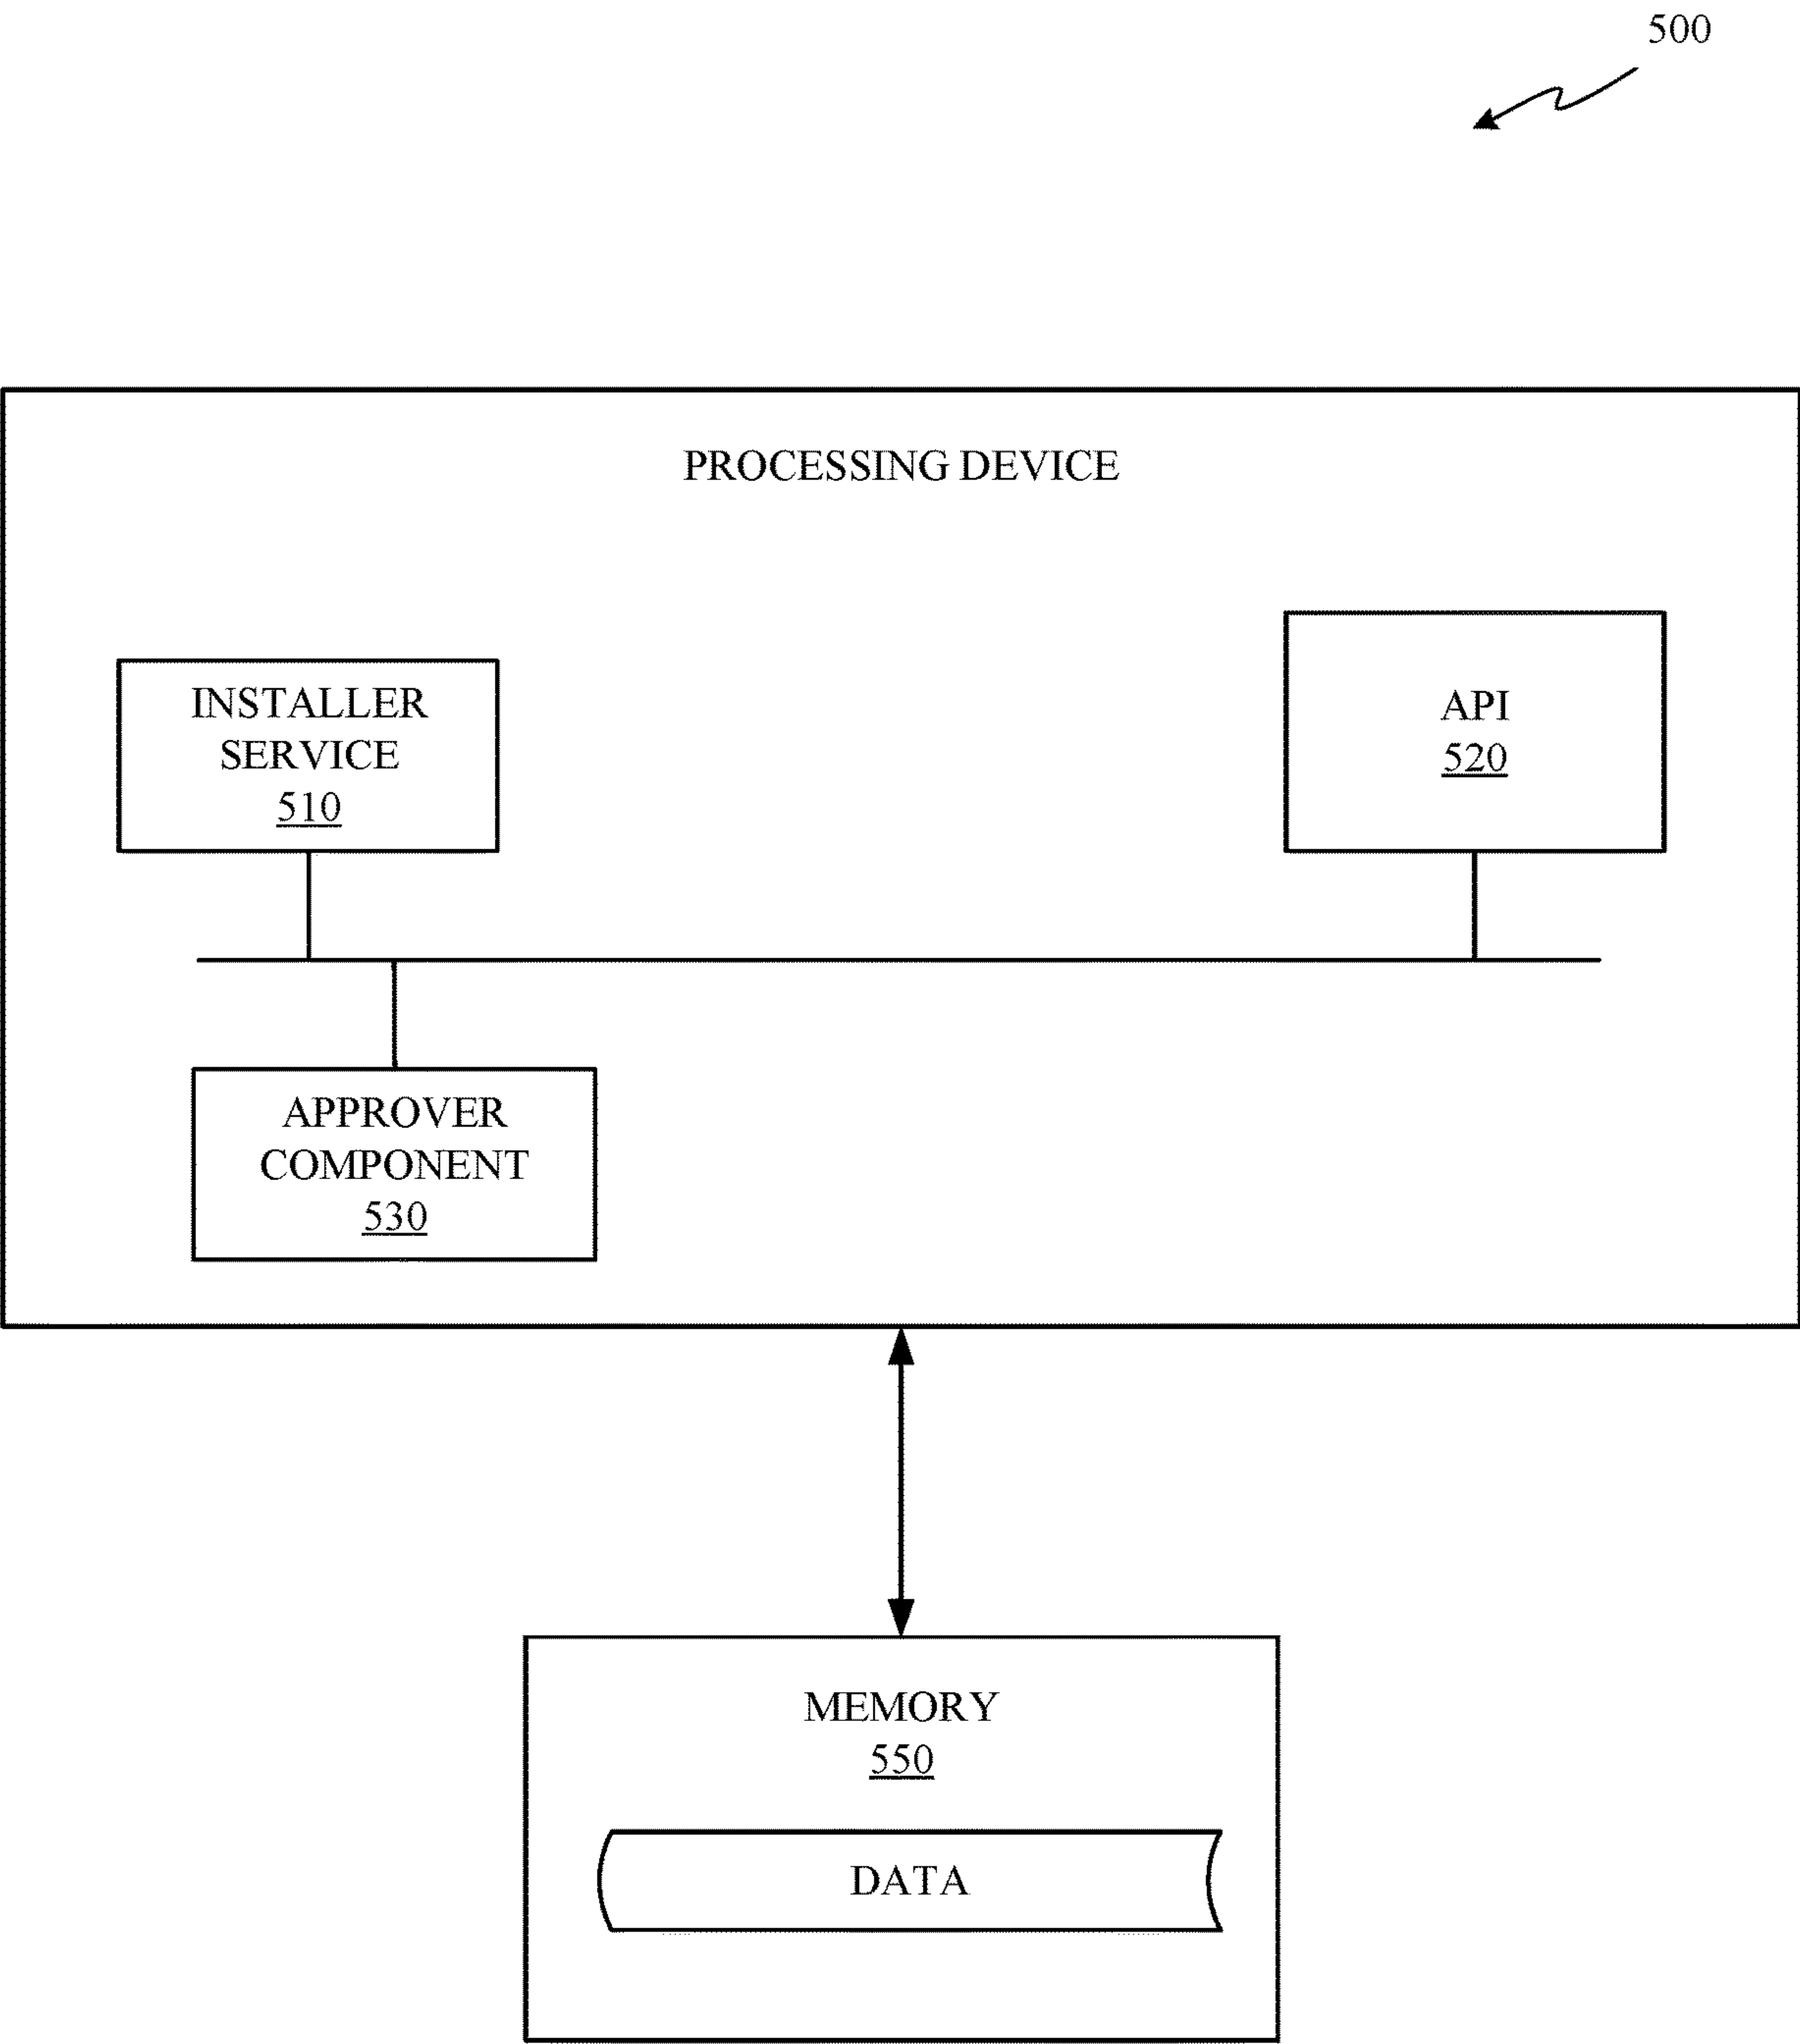 500
PROCESSING DEVICE
INSTALLER
SERVICE
510
API
520
APPROVER
COMPONENT
530
MEMORY
550
DATA